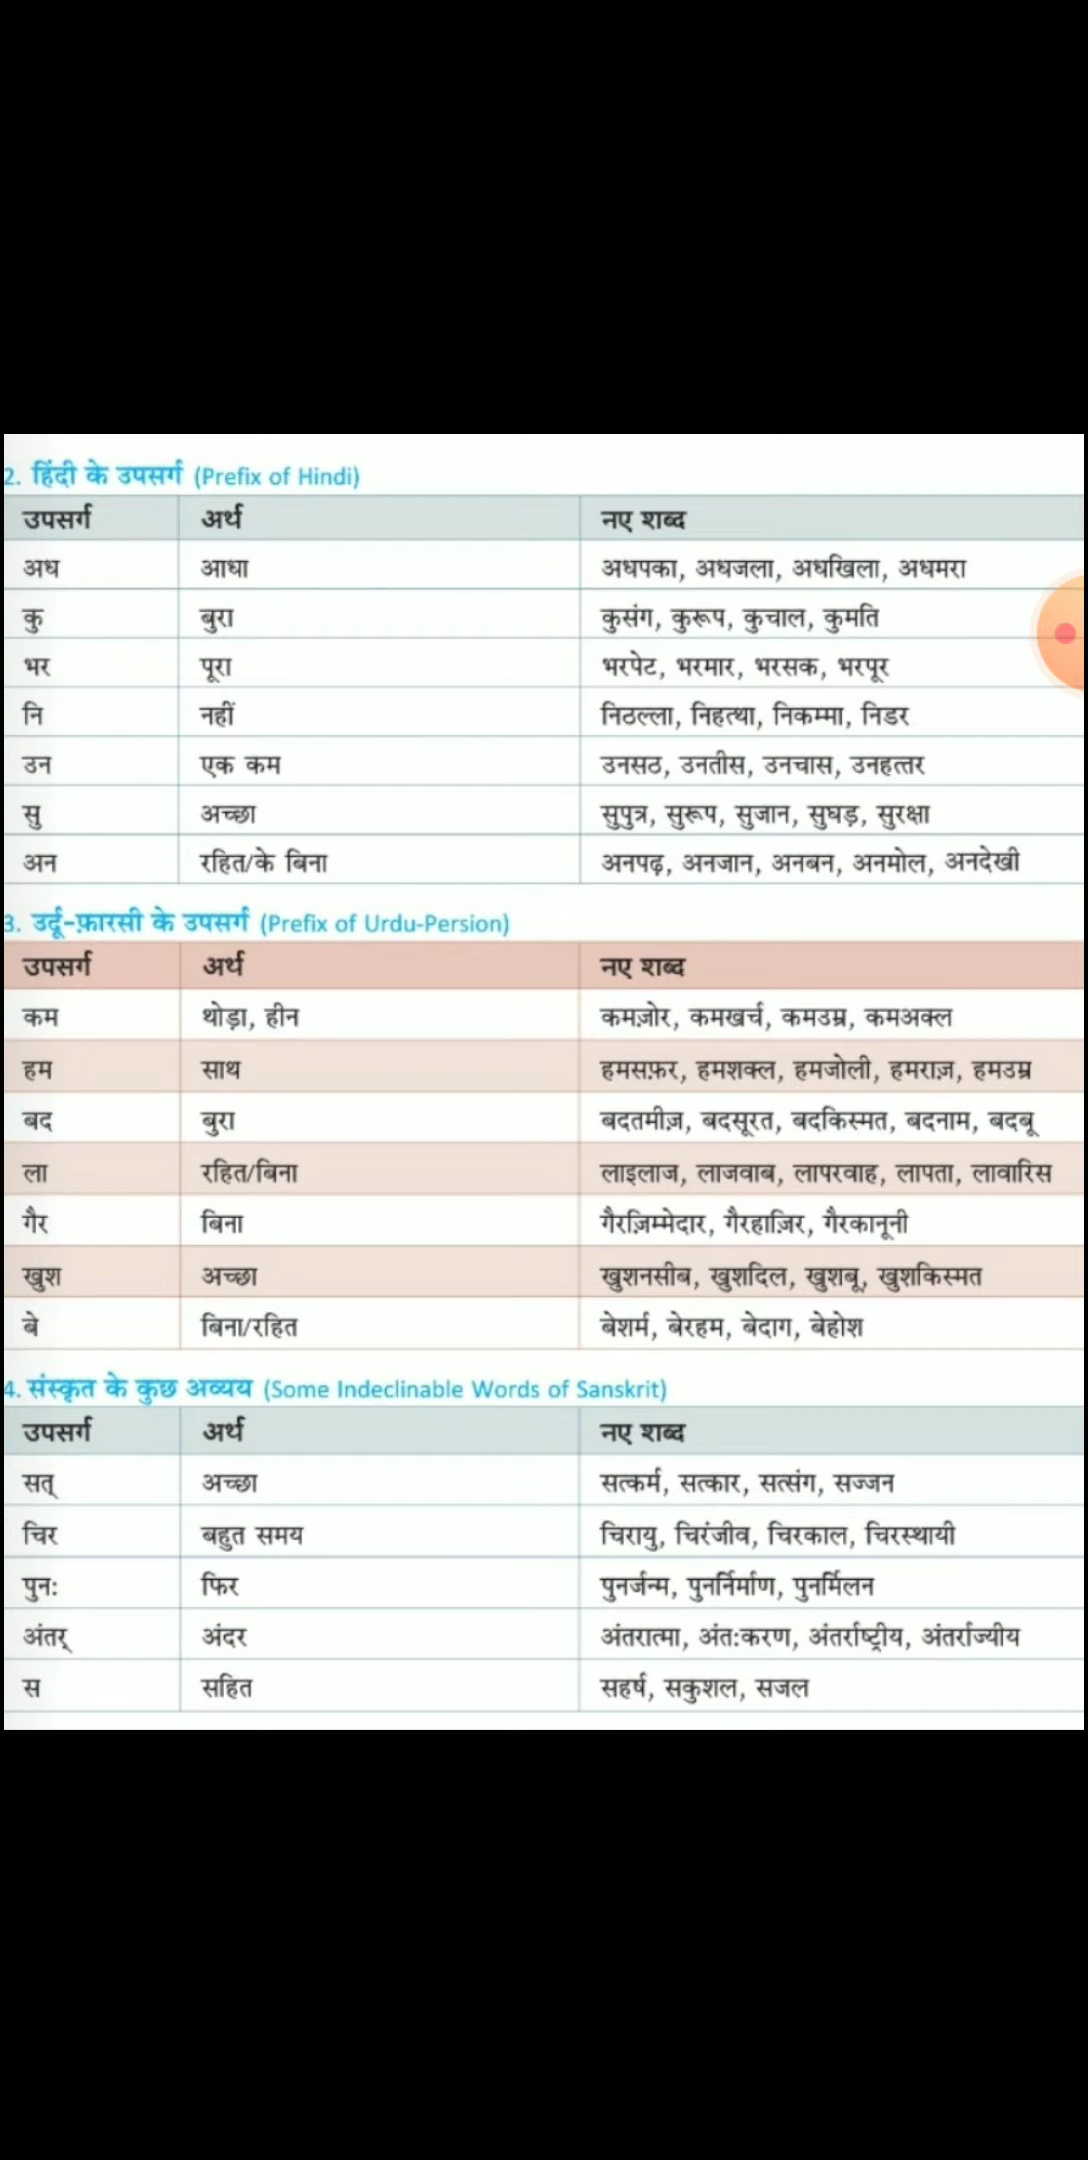 2. हिंदी के उपसर्ग (Prefix of Hindi)
उपसर्ग अर्थ नए शब्द
अध आधा अधपका, अधजला, अधखिला, अधमरा
कु बुरा कुसंग, कुरूप, कुचाल, कुमति
भर पूरा भरपेट, भरमार, भरसक, भरपूर
नि नहीं निठल्ला, निहत्था, निकम्मा, निडर
उन एक कम उनसठ, उनतीस, उनचास, उनहत्तर
सु अच्छा सुपुत्र, सुरूप, सुजान, सुघड़, सुरक्षा
अन रहित/के बिना अनपढ़, अनजान, अनबन, अनमोल, अनदेखी
3. उर्दू-फ़ारसी के उपसर्ग (Prefix of Urdu-Persion)
उपसर्ग अर्थ नए शब्द
कम थोड़ा, हीन कमज़ोर, कमखर्च, कमउम्र, कमअक्ल
हम साथ हमसफ़र, हमशक्ल, हमजोली, हमराज़, हमउम्र
बद बुरा बदतमीज़, बदसूरत, बदकिस्मत, बदनाम, बदबू
ला रहित/बिना लाइलाज, लाजवाब, लापरवाह, लापता, लावारिस
गैर बिना गैरज़िम्मेदार, गैरहाज़िर, गैरकानूनी
खुश अच्छा खुशनसीब, खुशदिल, खुशबू, खुशकिस्मत
बे बिना/रहित बेशर्म, बेरहम, बेदाग, बेहोश
4. संस्कृत के कुछ अव्यय (Some Indeclinable Words of Sanskrit)
उपसर्ग अर्थ नए शब्द
सत् अच्छा सत्कर्म, सत्कार, सत्संग, सज्जन
चिर बहुत समय चिरायु, चिरंजीव, चिरकाल, चिरस्थायी
पुन: फिर पुनर्जन्म, पुनर्निर्माण, पुनर्मिलन
अंतर् अंदर अंतरात्मा, अंत:करण, अंतर्राष्ट्रीय, अंतर्राज्यीय
स सहित सहर्ष, सकुशल, सजल